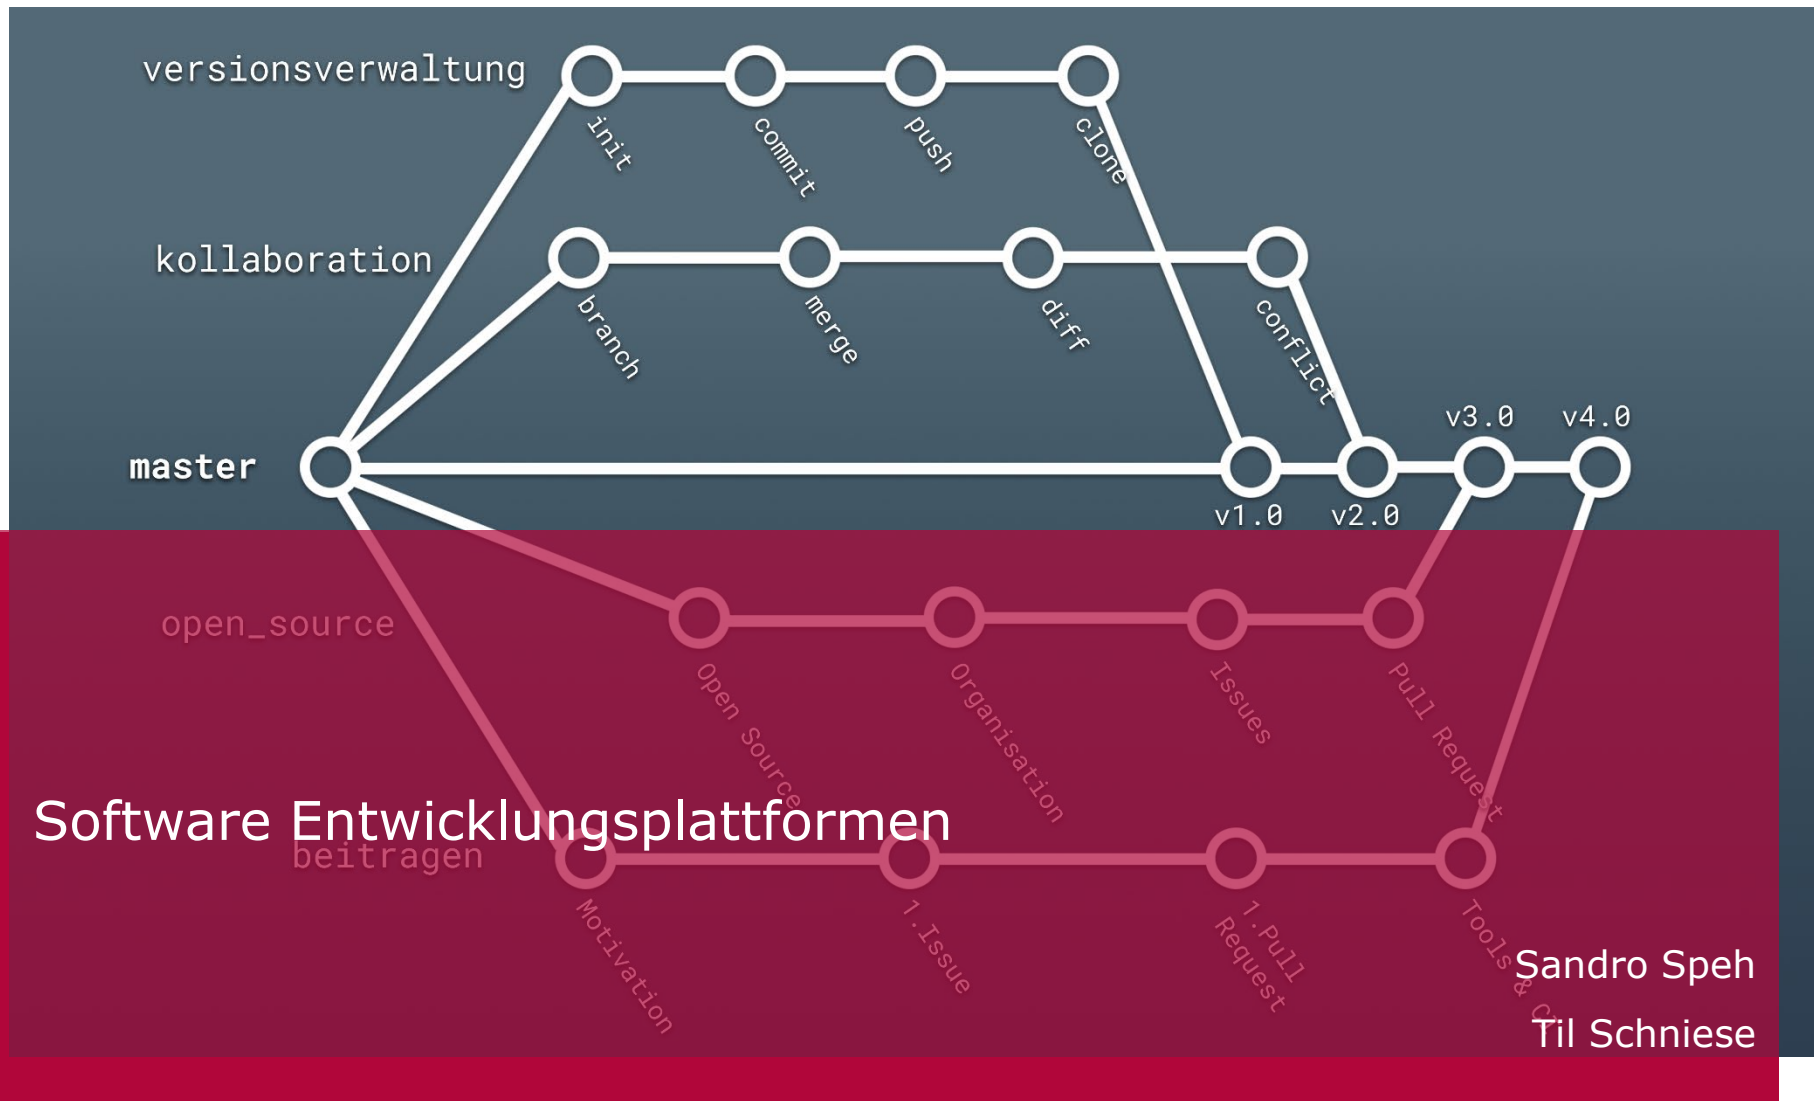 versionsverwaltung
init
commit
push
clone
kollaboration
branch
merge
diff
conflict
master
v1.0
v2.0
v3.0
v4.0
open_source
Open Source
Organisation
Issues
Pull Request
Software Entwicklungsplattformen
beitragen
Motivation
1.Issue
1.Pull
Request
Tools &
Sandro Speh
Til Schniese